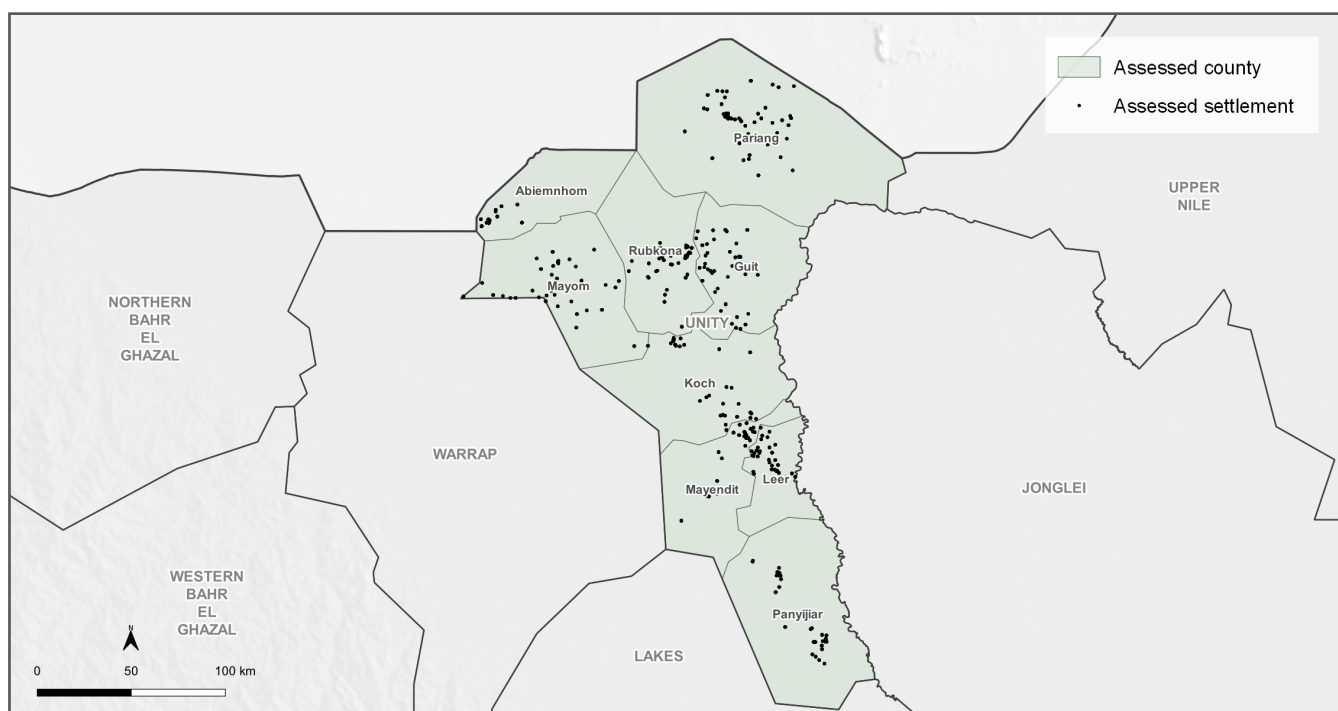 Assessed county
Assessed settlement
Pariang
Abiemnhom
UPPER
NILE
Rubkona
Guit
Mayom
NORTHERN
BAHR
EL
GHAZAL
UNITY
Koch
WARRAP
Leer
Mayendit
JONGLEI
WESTERN
BAHR
EL
GHAZAL
Panyijiar
N
LAKES
0 50 100 km